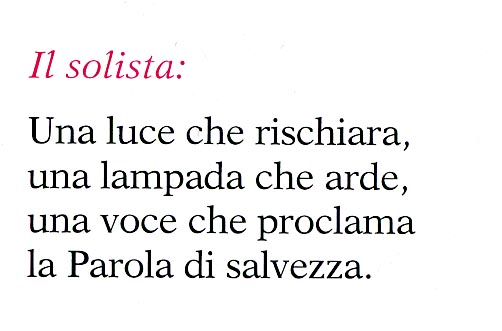 Il solista:
Una luce che rischiara,
una lampada che arde,
una voce che proclama
la Parola di salvezza.